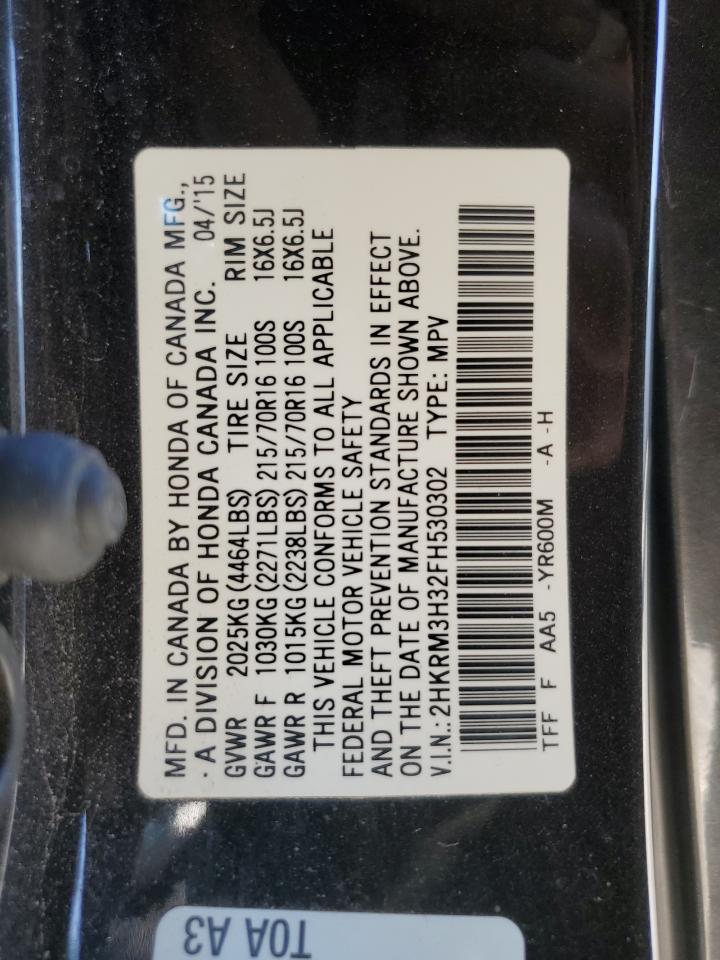 MFD. IN CANADA BY HONDA OF CANADA MFG.,
· A DIVISION OF HONDA CANADA INC. 04/'15
GVWR 2025KG (4464LBS) TIRE SIZE RIM SIZE
GAWR F 1030KG (2271LBS) 215/70R16 100S 16X6.5J
GAWR R 1015KG (2238LBS) 215/70R16 100S 16X6.5J
THIS VEHICLE CONFORMS TO ALL APPLICABLE
FEDERAL MOTOR VEHICLE SAFETY
AND THEFT PREVENTION STANDARDS IN EFFECT
ON THE DATE OF MANUFACTURE SHOWN ABOVE.
V.I.N.: 2HKRM3H32FH530302 TYPE: MPV
TFF F AA5 -YR600M -A -H
T0A A3